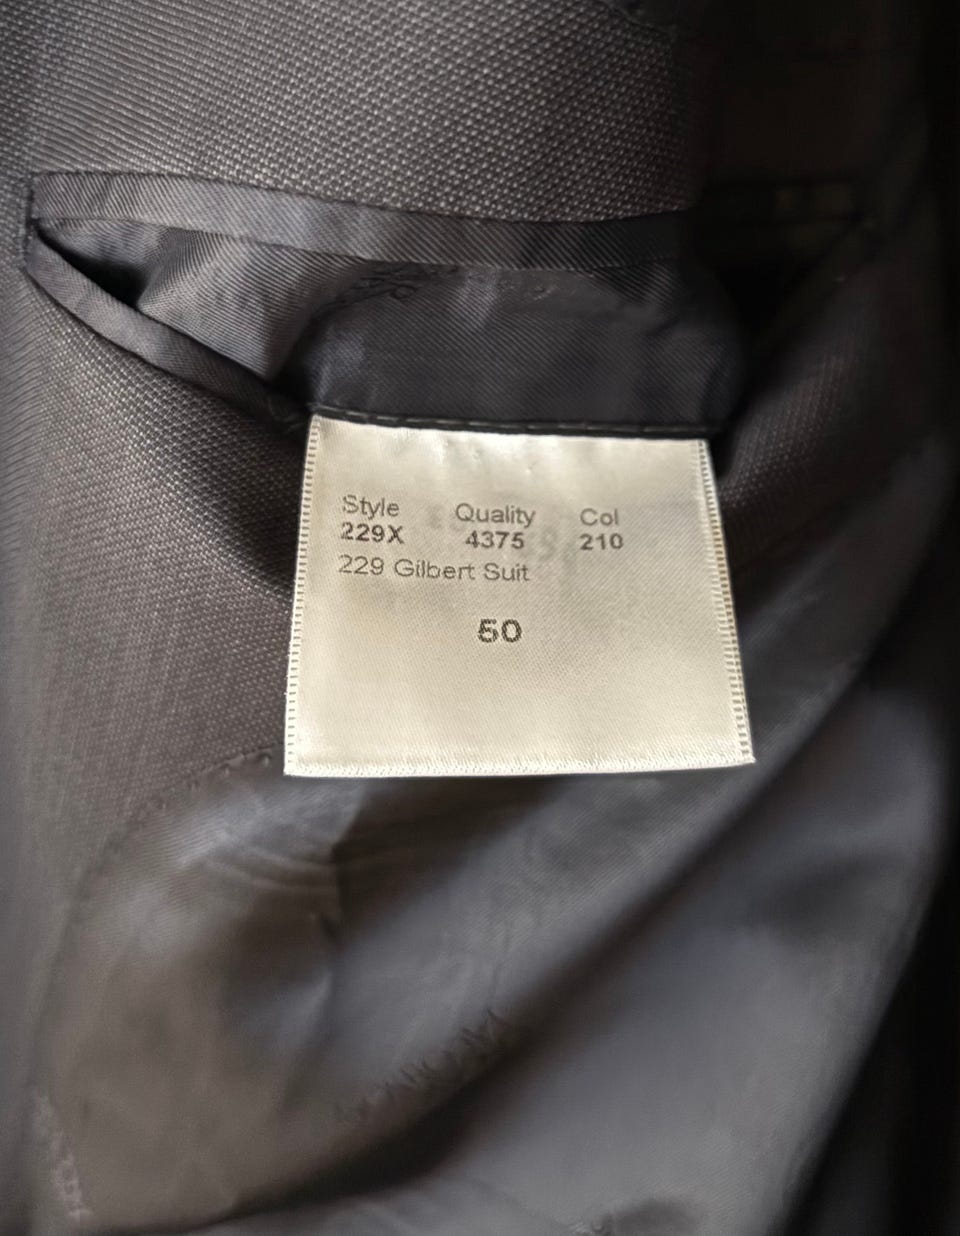 Style Quality Col
229X 4375 210
229 Gilbert Suit
50